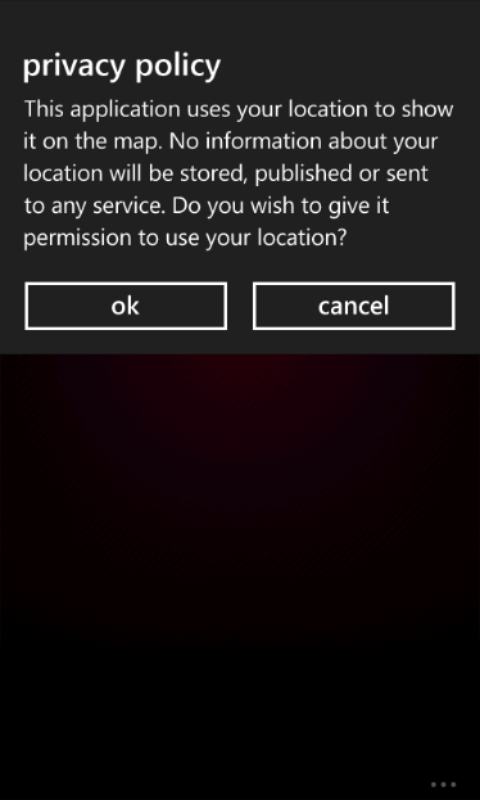 privacy policy
This application uses your location to show
it on the map. No information about your
location will be stored, published or sent
to any service. Do you wish to give it
permission to use your location?
ok
cancel